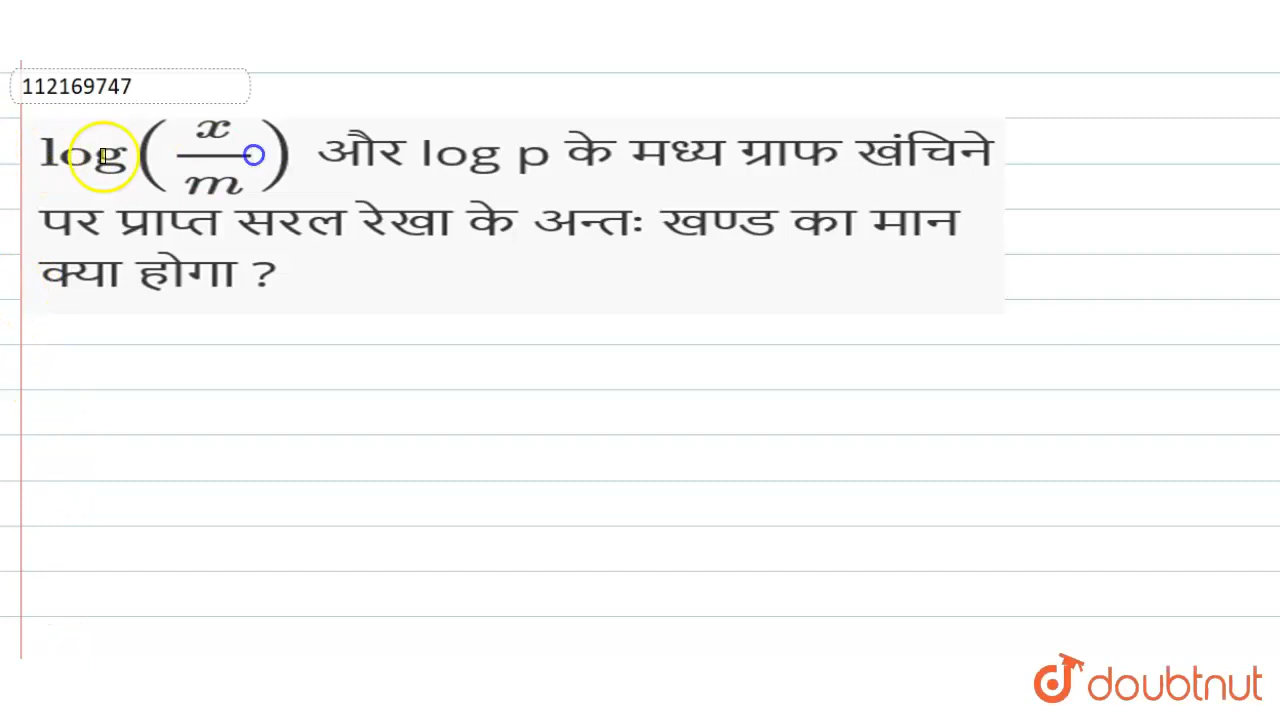 112169747
log(x/m) और log p के मध्य ग्राफ खंचिने
पर प्राप्त सरल रेखा के अन्तः खण्ड का मान
क्या होगा ?
doubtnut